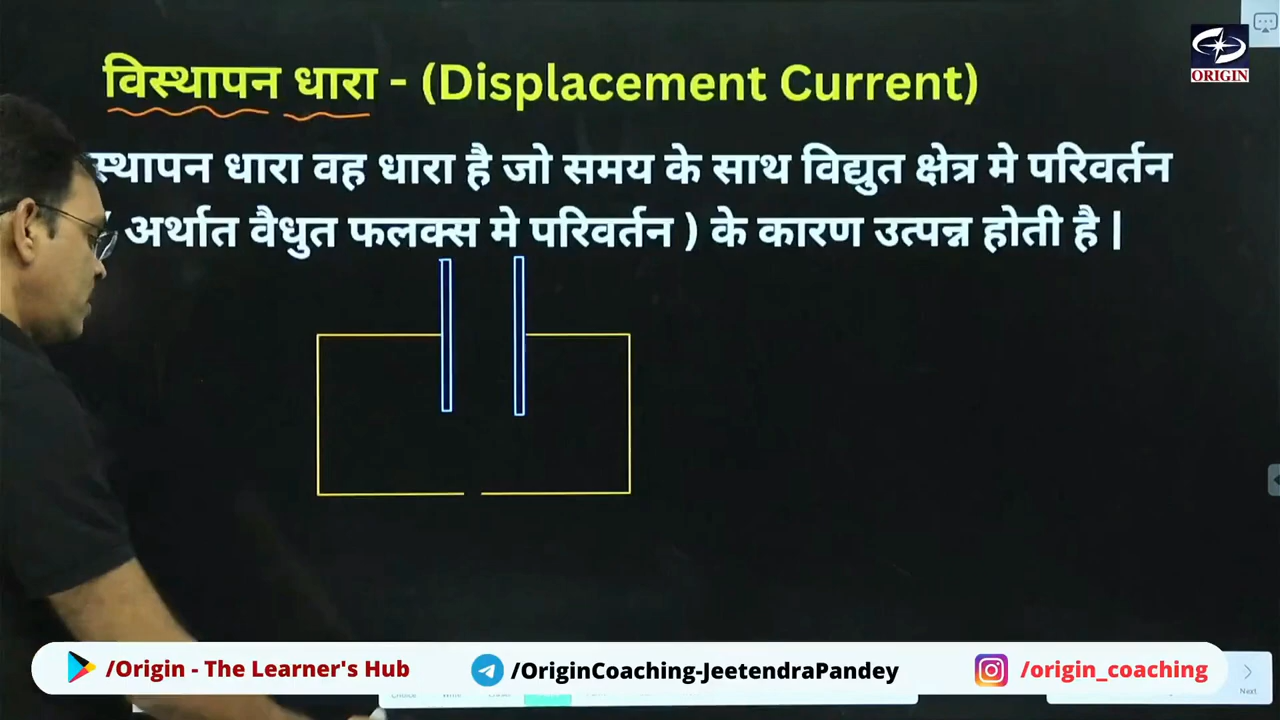 विस्थापन धारा - (Displacement Current)
ORIGIN
स्थापन धारा वह धारा है जो समय के साथ विद्युत क्षेत्र मे परिवर्तन
अर्थात वैधुत फलक्स मे परिवर्तन ) के कारण उत्पन्न होती है |
/Origin - The Learner's Hub
/OriginCoaching-JeetendraPandey
/origin_coaching
Next